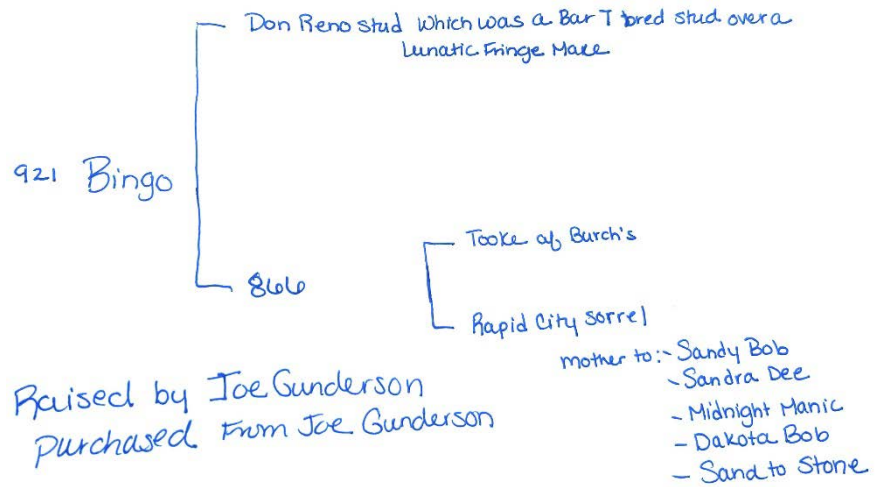 Don Reno stud which was a Bar T bred stud over a
Lunatic Fringe Mare
921 Bingo
Tooke of Burch's
866
Rapid City sorrel
mother to:- Sandy Bob
- Sandra Dee
- Midnight Manic
- Dakota Bob
- Sand to Stone
Raised by Joe Gunderson
purchased From Joe Gunderson